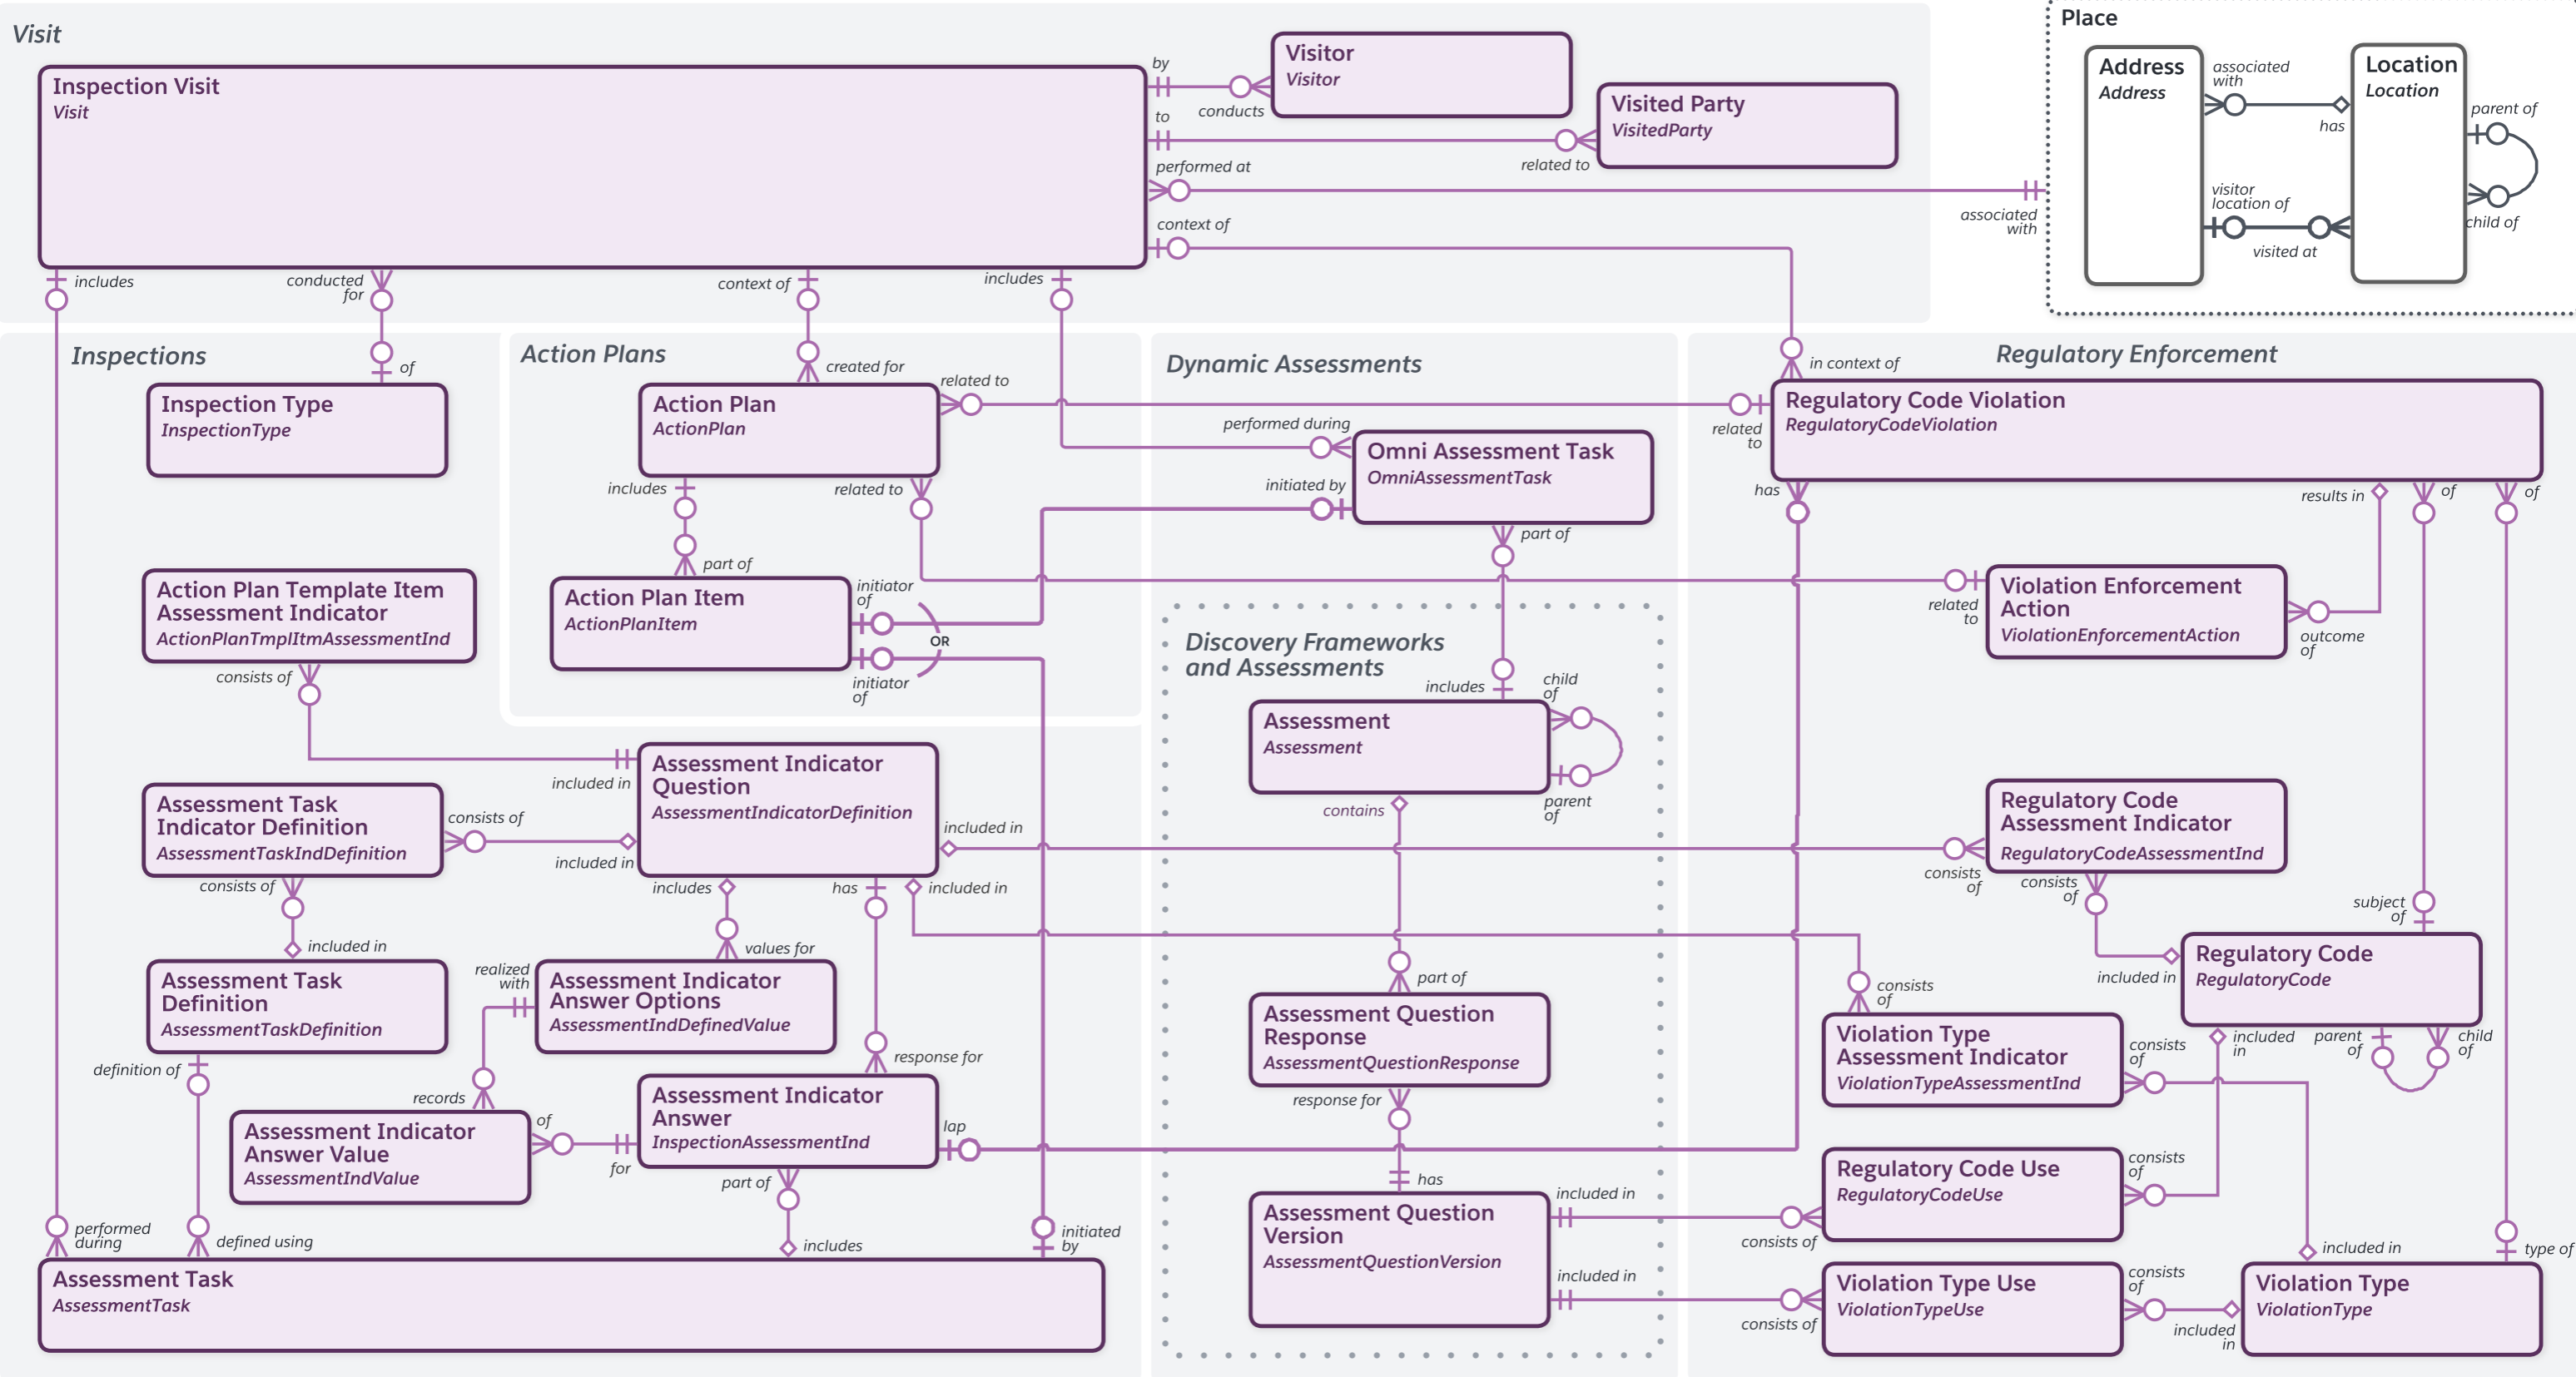 Visit
Inspection Visit
Visit
by
conducts
Visitor
Visitor
to
related to
Visited Party
VisitedParty
performed at
associated
with
context of
Place
Address
Address
associated
with
has
Location
Location
parent of
child of
visitor
location of
visited at
includes
conducted
for
context of
includes
Inspections
of
Inspection Type
InspectionType
Action Plans
created for
related to
Action Plan
ActionPlan
includes
related to
part of
Action Plan Item
ActionPlanItem
initiator
of
OR
initiator
of
Dynamic Assessments
performed during
Omni Assessment Task
OmniAssessmentTask
initiated by
part of
Discovery Frameworks
and Assessments
includes
child
of
Assessment
Assessment
parent
of
contains
part of
Assessment Question
Response
AssessmentQuestionResponse
response for
has
Assessment Question
Version
AssessmentQuestionVersion
included in
consists of
included in
consists of
Regulatory Enforcement
in context of
related
to
Regulatory Code Violation
RegulatoryCodeViolation
has
results in
of
of
related
to
Violation Enforcement
Action
ViolationEnforcementAction
outcome
of
Regulatory Code
Assessment Indicator
RegulatoryCodeAssessmentInd
consists
of
consists
of
subject
of
included in
Regulatory Code
RegulatoryCode
included
in
parent
of
child
of
consists
of
Violation Type
Assessment Indicator
ViolationTypeAssessmentInd
consists
of
Regulatory Code Use
RegulatoryCodeUse
consists
of
Violation Type Use
ViolationTypeUse
consists
of
included
in
included in
type of
Violation Type
ViolationType
Action Plan Template Item
Assessment Indicator
ActionPlanTmplItmAssessmentInd
consists of
included in
Assessment Indicator
Question
AssessmentIndicatorDefinition
Assessment Task
Indicator Definition
AssessmentTaskIndDefinition
consists of
included in
included in
consists of
includes
has
included in
included in
values for
Assessment Task
Definition
AssessmentTaskDefinition
realized
with
Assessment Indicator
Answer Options
AssessmentIndDefinedValue
response for
definition of
records
Assessment Indicator
Answer Value
AssessmentIndValue
of
for
Assessment Indicator
Answer
InspectionAssessmentInd
lap
part of
performed
during
defined using
includes
initiated
by
Assessment Task
AssessmentTask